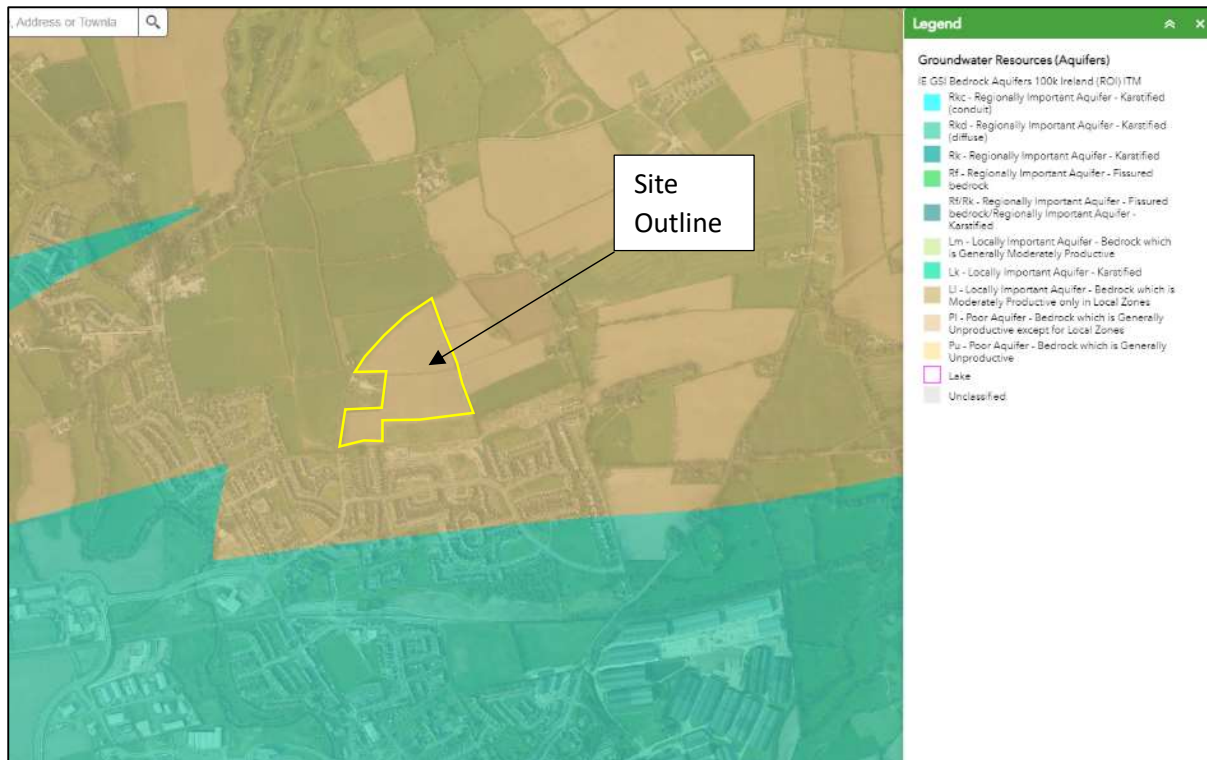 , Address or Townla
Legend
Groundwater Resources (Aquifers)
IE GSI Bedrock Aquifers 100k Ireland (ROI) ITM
Rkc - Regionally Important Aquifer - Karstified
(conduit)
Rkd - Regionally Important Aquifer - Karstified
(diffuse)
Rk - Regionally Important Aquifer - Karstified
Rf - Regionally Important Aquifer - Fissured
bedrock
Rf/Rk - Regionally Important Aquifer - Fissured
bedrock/Regionally Important Aquifer -
Karstified
Lm - Locally Important Aquifer - Bedrock which
is Generally Moderately Productive
Lk - Locally Important Aquifer - Karstified
Ll - Locally Important Aquifer - Bedrock which is
Moderately Productive only in Local Zones
Pl - Poor Aquifer - Bedrock which is Generally
Unproductive except for Local Zones
Pu - Poor Aquifer - Bedrock which is Generally
Unproductive
Lake
Unclassified
Site
Outline